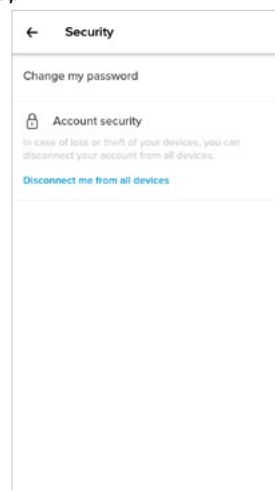 Security
Change my password
Account security
In case of loss or theft of your devices, you can
disconnect your account from all devices.
Disconnect me from all devices